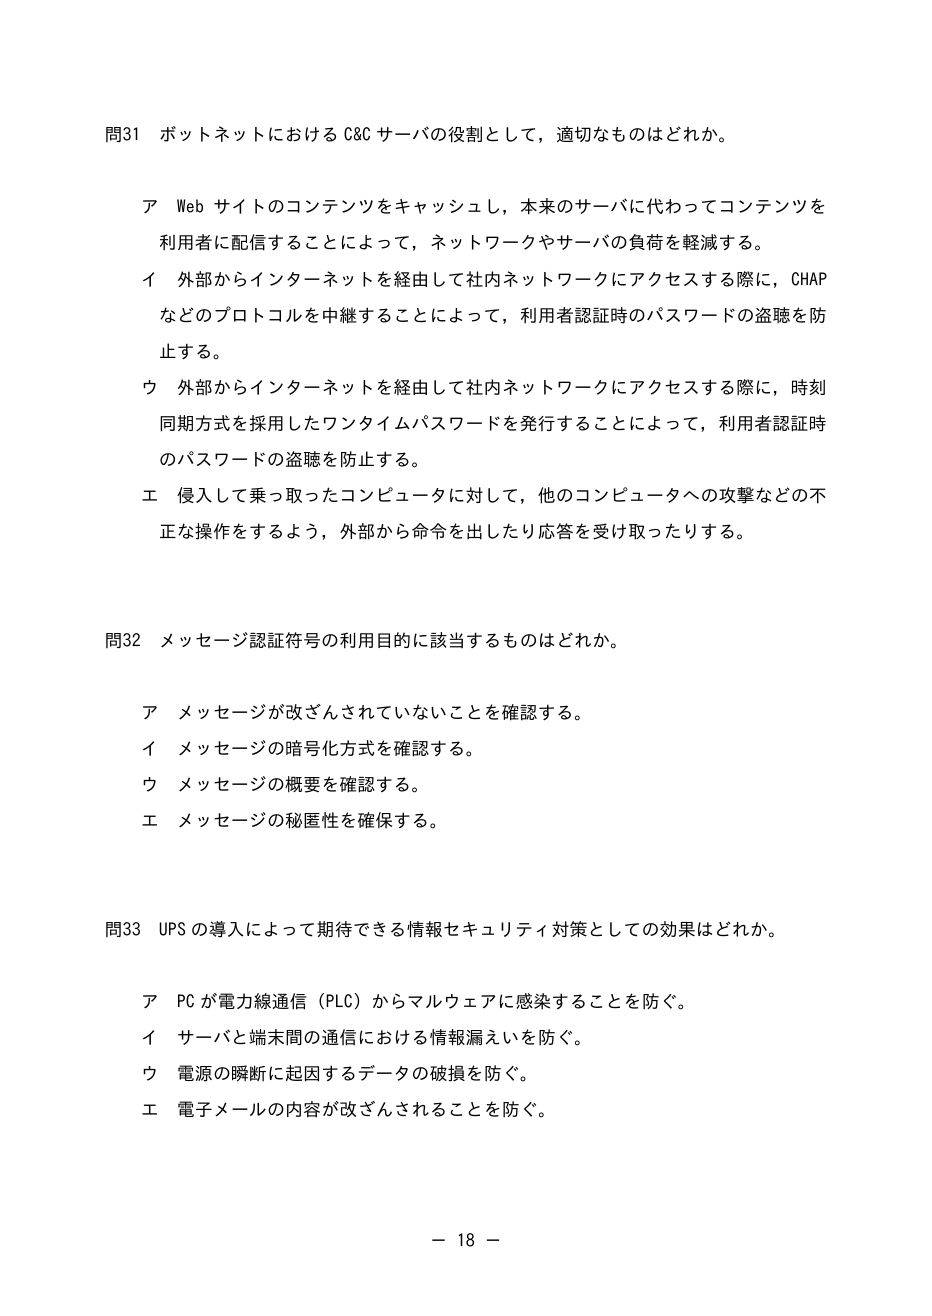 問31　ボットネットにおける C&C サーバの役割として，適切なものはどれか。
ア　Web サイトのコンテンツをキャッシュし，本来のサーバに代わってコンテンツを
利用者に配信することによって，ネットワークやサーバの負荷を軽減する。
イ　外部からインターネットを経由して社内ネットワークにアクセスする際に，CHAP
などのプロトコルを中継することによって，利用者認証時のパスワードの盗聴を防
止する。
ウ　外部からインターネットを経由して社内ネットワークにアクセスする際に，時刻
同期方式を採用したワンタイムパスワードを発行することによって，利用者認証時
のパスワードの盗聴を防止する。
エ　侵入して乗っ取ったコンピュータに対して，他のコンピュータへの攻撃などの不
正な操作をするよう，外部から命令を出したり応答を受け取ったりする。
問32　メッセージ認証符号の利用目的に該当するものはどれか。
ア　メッセージが改ざんされていないことを確認する。
イ　メッセージの暗号化方式を確認する。
ウ　メッセージの概要を確認する。
エ　メッセージの秘匿性を確保する。
問33　UPS の導入によって期待できる情報セキュリティ対策としての効果はどれか。
ア　PC が電力線通信（PLC）からマルウェアに感染することを防ぐ。
イ　サーバと端末間の通信における情報漏えいを防ぐ。
ウ　電源の瞬断に起因するデータの破損を防ぐ。
エ　電子メールの内容が改ざんされることを防ぐ。
－ 18 －